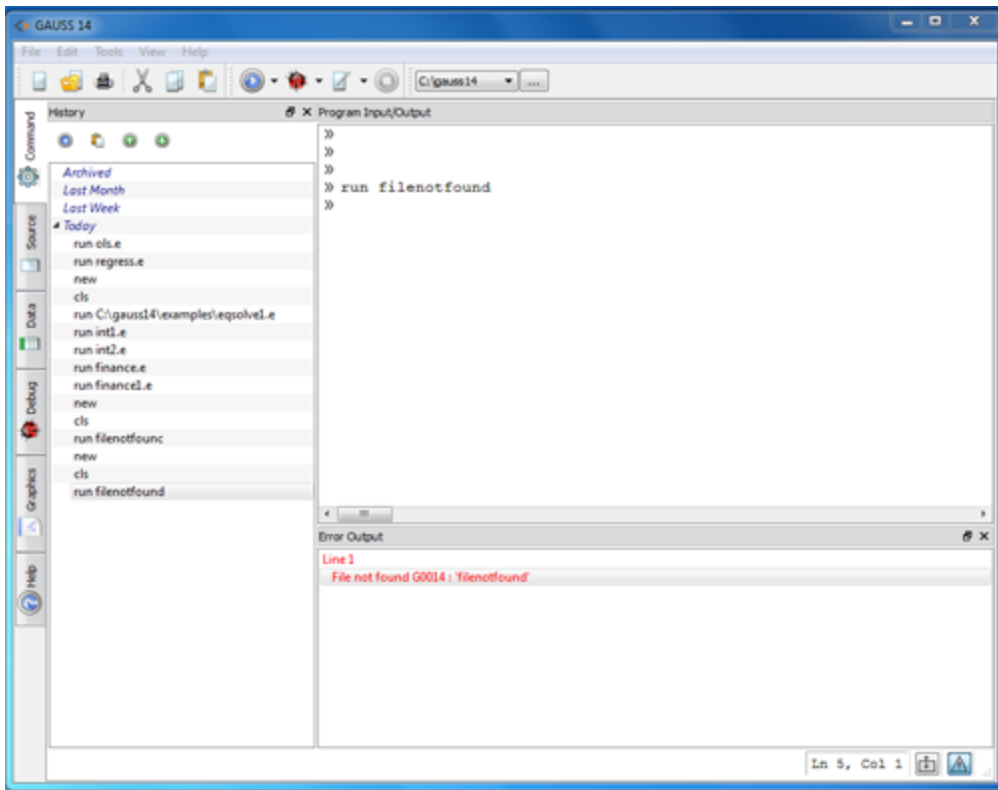 GAUSS 14
File Edit Tools View Help
C:\gauss14 ...
Command
Source
Data
Debug
Graphics
Help
History
Archived
Last Month
Last Week
Today
run ols.e
run regress.e
new
cls
run C:\gauss14\examples\eqsolve1.e
run int1.e
run int2.e
run finance.e
run finance1.e
new
cls
run filenotfounc
new
cls
run filenotfound
Program Input/Output
»
»
»
» run filenotfound
»
Error Output
Line 1
File not found G0014 : 'filenotfound'
Ln 5, Col 1